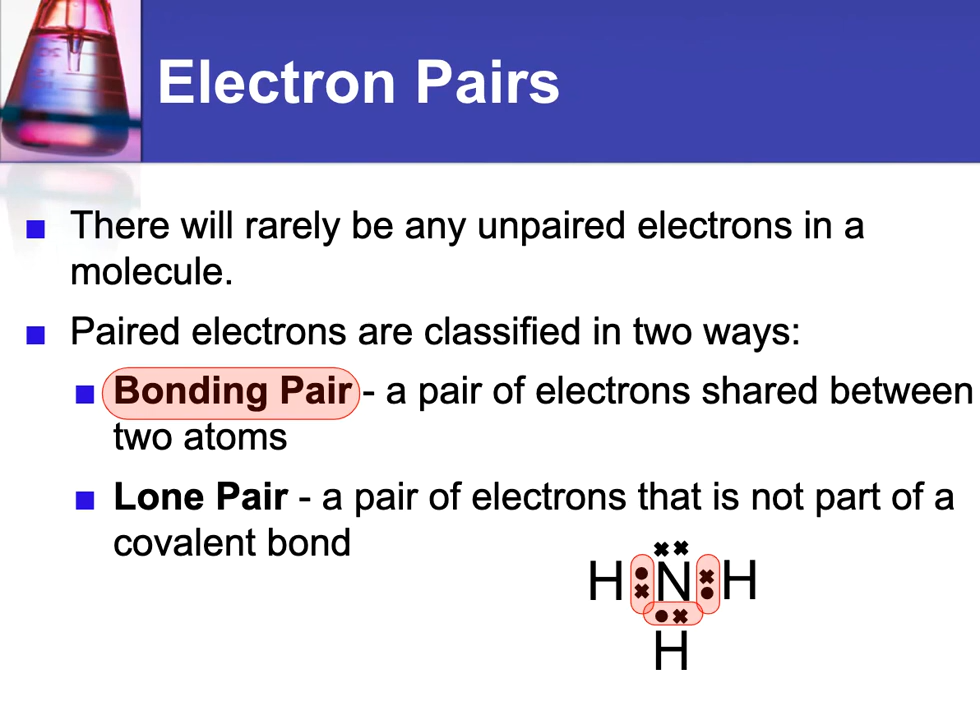 Electron Pairs
There will rarely be any unpaired electrons in a
molecule.
Paired electrons are classified in two ways:
Bonding Pair - a pair of electrons shared between
two atoms
Lone Pair - a pair of electrons that is not part of a
covalent bond
H N H
H